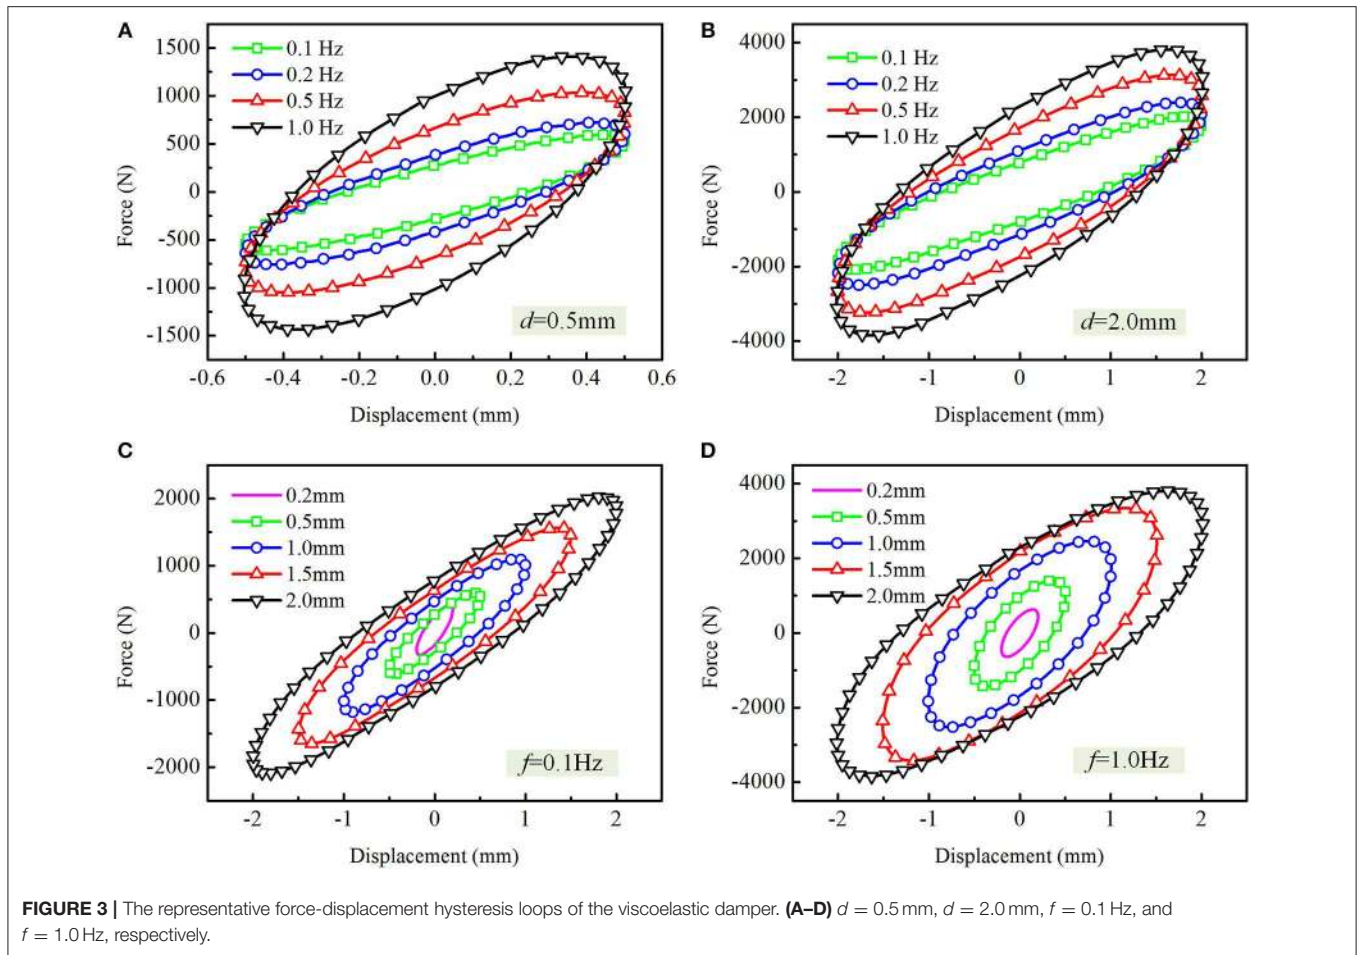 A
1500
1000
500
0
-500
-1000
-1500
Force (N)
0.1 Hz
0.2 Hz
0.5 Hz
1.0 Hz
d=0.5mm
-0.6 -0.4 -0.2 0.0 0.2 0.4 0.6
Displacement (mm)
B
4000
2000
0
-2000
-4000
Force (N)
0.1 Hz
0.2 Hz
0.5 Hz
1.0 Hz
d=2.0mm
-2 -1 0 1 2
Displacement (mm)
C
2000
1000
0
-1000
-2000
Force (N)
0.2mm
0.5mm
1.0mm
1.5mm
2.0mm
f=0.1Hz
-2 -1 0 1 2
Displacement (mm)
D
4000
2000
0
-2000
-4000
Force (N)
0.2mm
0.5mm
1.0mm
1.5mm
2.0mm
f=1.0Hz
-2 -1 0 1 2
Displacement (mm)
FIGURE 3 | The representative force-displacement hysteresis loops of the viscoelastic damper. (A–D) d = 0.5 mm, d = 2.0 mm, f = 0.1 Hz, and
f = 1.0 Hz, respectively.